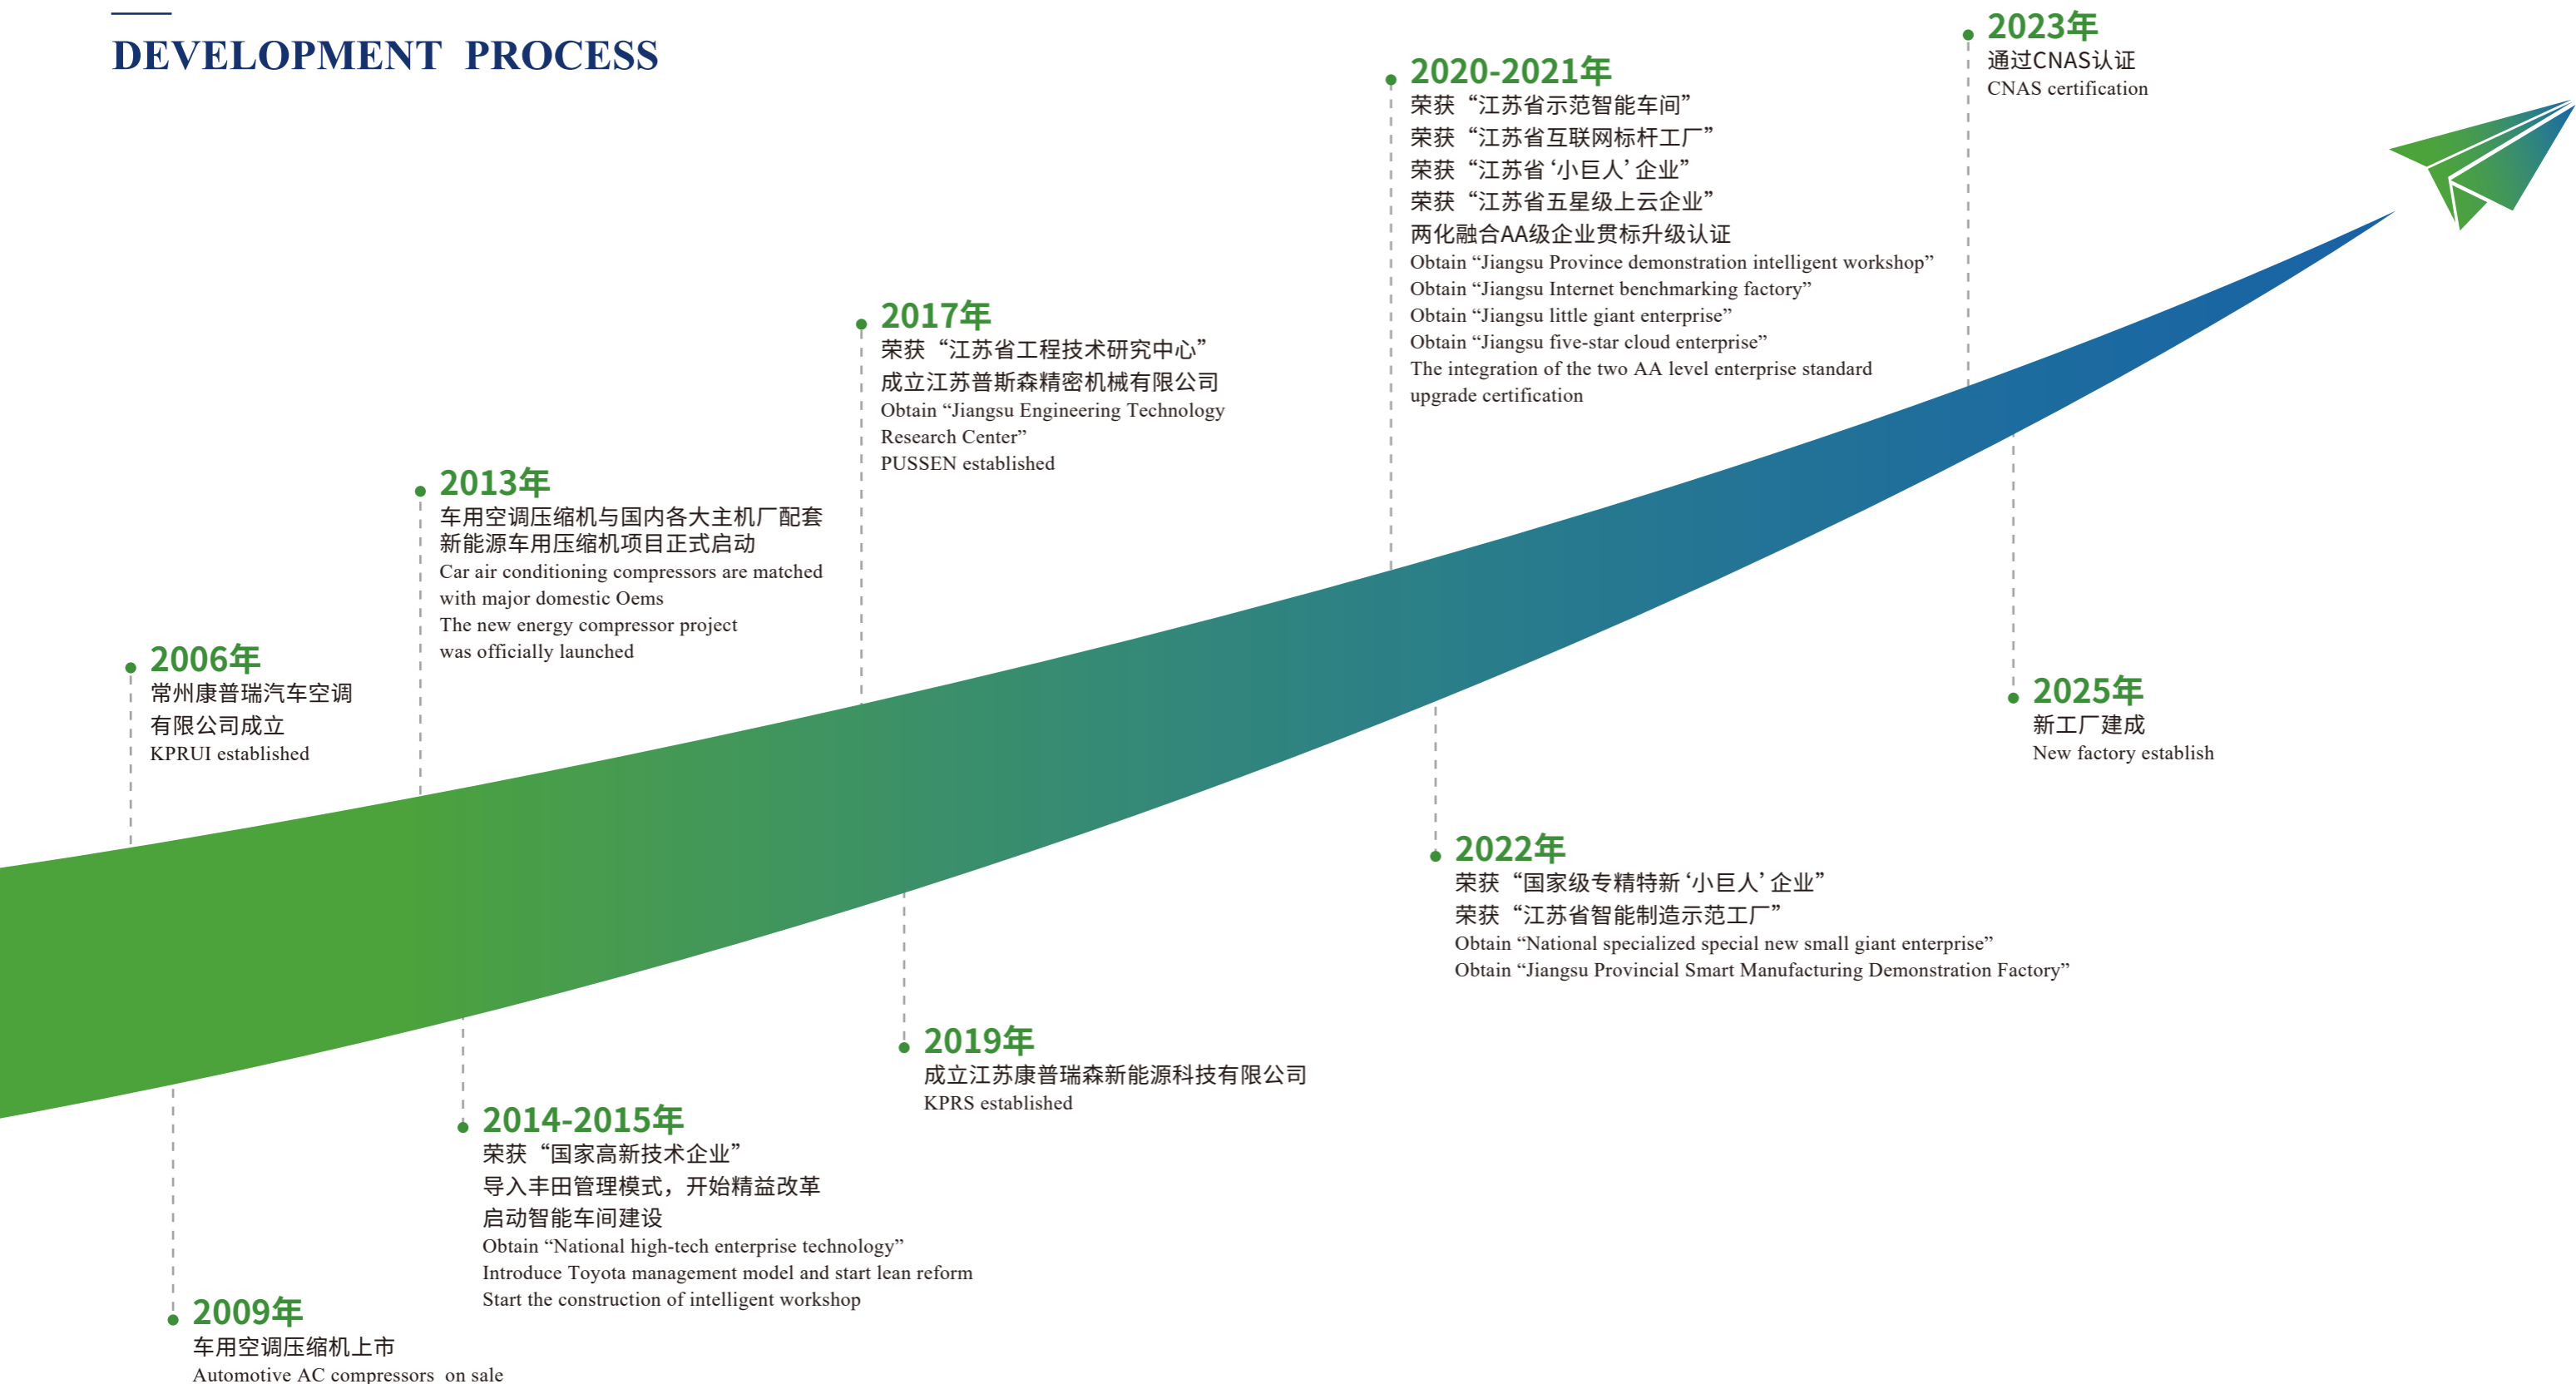 DEVELOPMENT PROCESS
2006年
常州康普瑞汽车空调
有限公司成立
KPRUI established
2009年
车用空调压缩机上市
Automotive AC compressors on sale
2013年
车用空调压缩机与国内各大主机厂配套
新能源车用压缩机项目正式启动
Car air conditioning compressors are matched
with major domestic Oems
The new energy compressor project
was officially launched
2014-2015年
荣获“国家高新技术企业”
导入丰田管理模式，开始精益改革
启动智能车间建设
Obtain “National high-tech enterprise technology”
Introduce Toyota management model and start lean reform
Start the construction of intelligent workshop
2017年
荣获“江苏省工程技术研究中心”
成立江苏普斯森精密机械有限公司
Obtain “Jiangsu Engineering Technology
Research Center”
PUSSEN established
2019年
成立江苏康普瑞森新能源科技有限公司
KPRS established
2020-2021年
荣获“江苏省示范智能车间”
荣获“江苏省互联网标杆工厂”
荣获“江苏省‘小巨人’企业”
荣获“江苏省五星级上云企业”
两化融合AA级企业贯标升级认证
Obtain “Jiangsu Province demonstration intelligent workshop”
Obtain “Jiangsu Internet benchmarking factory”
Obtain “Jiangsu little giant enterprise”
Obtain “Jiangsu five-star cloud enterprise”
The integration of the two AA level enterprise standard
upgrade certification
2022年
荣获“国家级专精特新‘小巨人’企业”
荣获“江苏省智能制造示范工厂”
Obtain “National specialized special new small giant enterprise”
Obtain “Jiangsu Provincial Smart Manufacturing Demonstration Factory”
2023年
通过CNAS认证
CNAS certification
2025年
新工厂建成
New factory establish